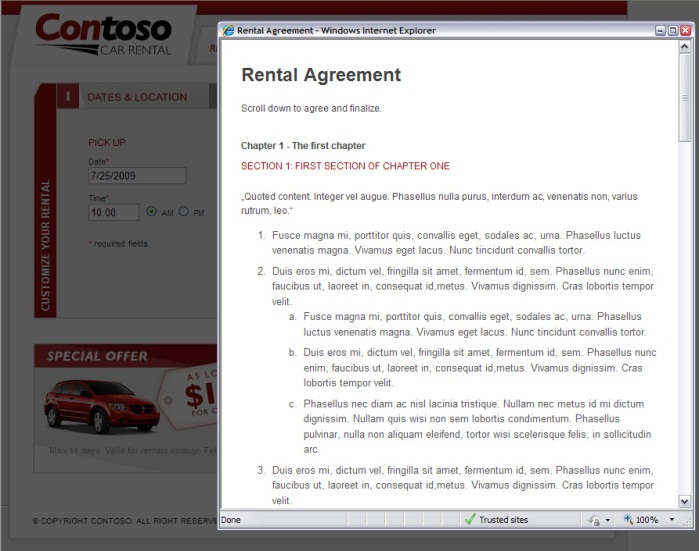 Contoso
CAR RENTAL
I DATES & LOCATION
CUSTOMIZE YOUR RENTAL
PICK UP
Date*
7/25/2009
Time*
10:00 AM PM
* required fields
SPECIAL OFFER
AS
FOR
Max 14 days. Valid for rentals through
© COPYRIGHT CONTOSO. ALL RIGHT
Rental Agreement - Windows Internet Explorer
Rental Agreement
Scroll down to agree and finalize.
Chapter 1 - The first chapter
SECTION 1: FIRST SECTION OF CHAPTER ONE
„Quoted content. Integer vel augue. Phasellus nulla purus, interdum ac, venenatis non, varius
rutrum, leo.“
1. Fusce magna mi, porttitor quis, convallis eget, sodales ac, urna. Phasellus luctus
venenatis magna. Vivamus eget lacus. Nunc tincidunt convallis tortor.
2. Duis eros mi, dictum vel, fringilla sit amet, fermentum id, sem. Phasellus nunc enim,
faucibus ut, laoreet in, consequat id,metus. Vivamus dignissim. Cras lobortis tempor
velit.
a. Fusce magna mi, porttitor quis, convallis eget, sodales ac, urna. Phasellus
luctus venenatis magna. Vivamus eget lacus. Nunc tincidunt convallis tortor.
b. Duis eros mi, dictum vel, fringilla sit amet, fermentum id, sem. Phasellus nunc
enim, faucibus ut, laoreet in, consequat id,metus. Vivamus dignissim. Cras
lobortis tempor velit.
c. Phasellus nec diam ac nisl lacinia tristique. Nullam nec metus id mi dictum
dignissim. Nullam quis wisi non sem lobortis condimentum. Phasellus
pulvinar, nulla non aliquam eleifend, tortor wisi scelerisque felis, in sollicitudin
arc.
3. Duis eros mi, dictum vel, fringilla sit amet, fermentum id, sem. Phasellus nunc enim,
faucibus ut, laoreet in, consequat id,metus. Vivamus dignissim. Cras lobortis tempor
velit.
Done Trusted sites 100%